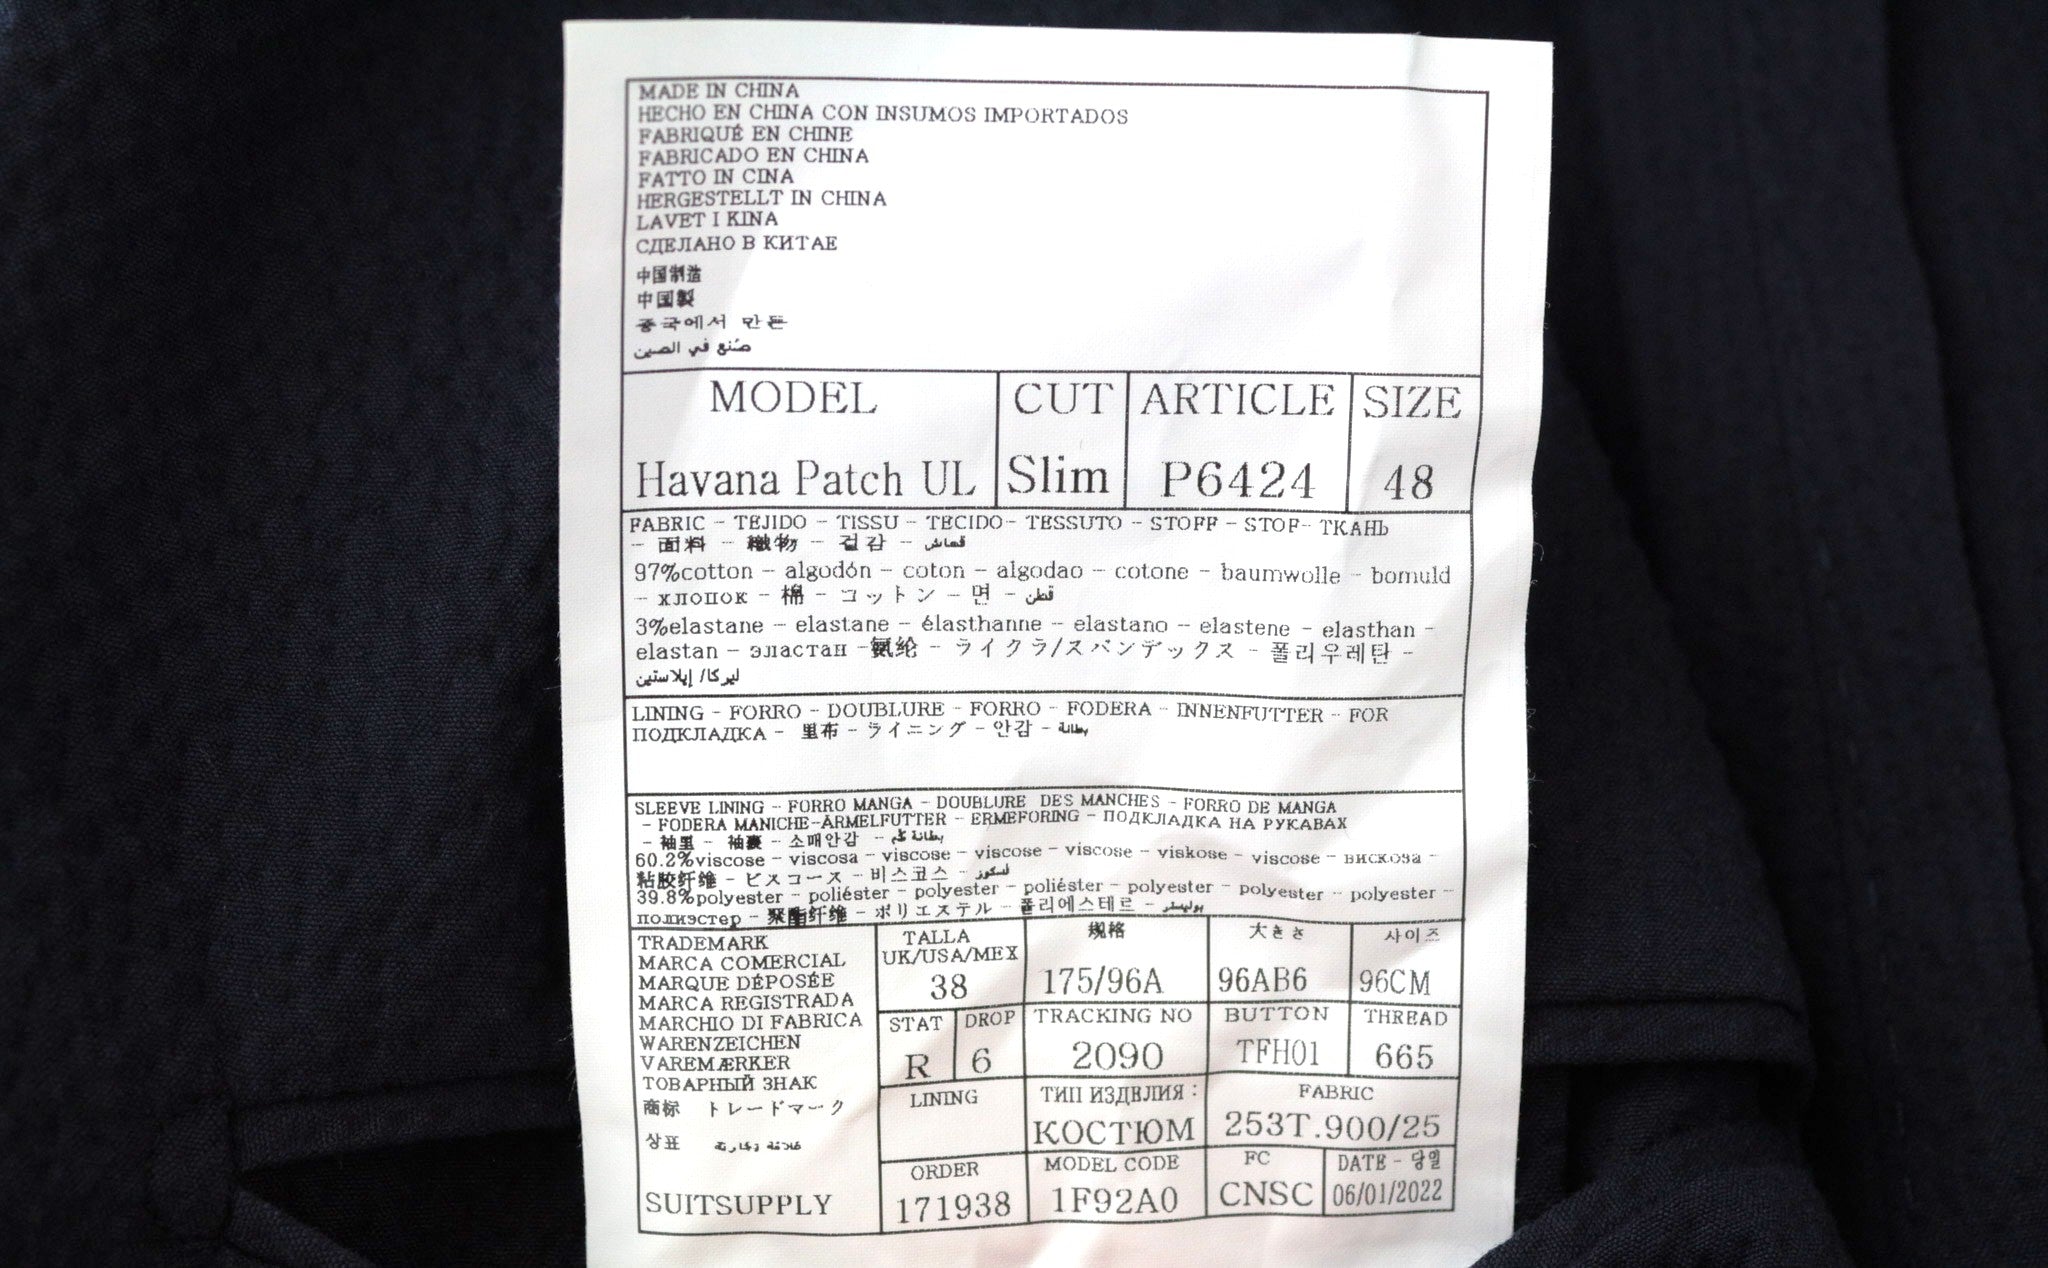 MADE IN CHINA
HECHO EN CHINA CON INSUMOS IMPORTADOS
FABRIQUÉ EN CHINE
FABRICADO EN CHINA
FATTO IN CINA
HERGESTELLT IN CHINA
LAVET I KINA
СДЕЛАНО В КИТАЕ
中国制造
中国製
중국에서 만든
صُنع في الصين
MODEL CUT ARTICLE SIZE
Havana Patch UL Slim P6424 48
FABRIC - TEJIDO - TISSU - TECIDO- TESSUTO - STOFF - STOF- ТКАНЬ
- 面料 - 織物 - 겉감 - قماش
97%cotton - algodón - coton - algodao - cotone - baumwolle - bomuld
- хлопок - 棉 - コットン - 면 - قطن
3%elastane - elastane - élasthanne - elastano - elastene - elasthan -
elastan - эластан -氨纶 - ライクラ/スパンデックス - 폴리우레탄 -
ليركا/ إيلاستين
LINING - FORRO - DOUBLURE - FORRO - FODERA - INNENFUTTER - FOR
ПОДКЛАДКА - 里布 - ライニング - 안감 - بطانة
SLEEVE LINING - FORRO MANGA - DOUBLURE DES MANCHES - FORRO DE MANGA
- FODERA MANICHE-ARMELFUTTER - ERMEFORING - ПОДКЛАДКА НА РУКАВАХ
- 袖里 - 袖裏 - 소매안감 - بطانة كم
60.2%viscose - viscosa - viscose - viscose - viscose - viskose - viscose - вискоза -
粘胶纤维 - ビスコース - 비스코스 -
39.8%polyester - poliéster - polyester - poliéster - polyester - polyester - polyester -
полиэстер - 聚酯纤维 - ポリエステル - 폴리에스테르 - بوليستر
TRADEMARK
MARCA COMERCIAL
MARQUE DÉPOSÉE
MARCA REGISTRADA
MARCHIO DI FABRICA
WARENZEICHEN
VAREMÆRKER
ТОВАРНЫЙ ЗНАК
商标 トレードマーク
상표
SUITSUPPLY
TALLA 规格 大きさ 사이즈
UK/USA/MEX
38 175/96A 96AB6 96CM
STAT DROP TRACKING NO BUTTON THREAD
R 6 2090 TFH01 665
LINING ТИП ИЗДЕЛИЯ : FABRIC
КОСТЮМ 253T.900/25
ORDER MODEL CODE FC DATE - 당일
171938 1F92A0 CNSC 06/01/2022